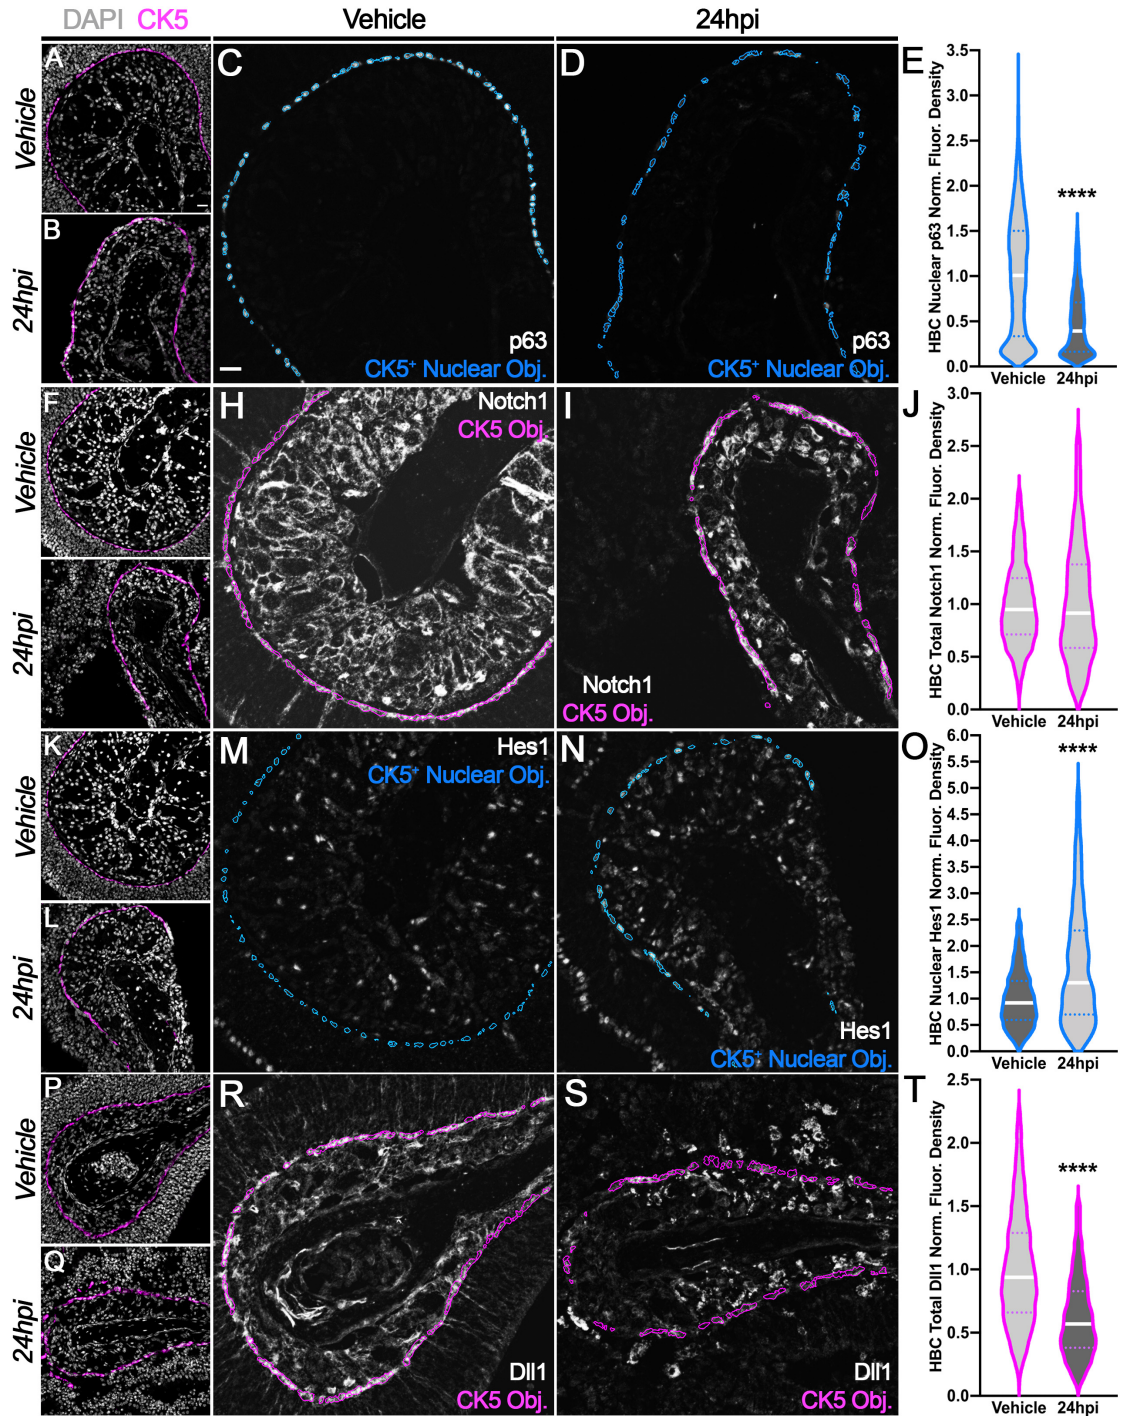 DAPI CK5
Vehicle
24hpi
A
Vehicle
B
24hpi
C
p63
CK5⁺ Nuclear Obj.
D
p63
CK5⁺ Nuclear Obj.
E
HBC Nuclear p63 Norm. Fluor. Density
3.5
3.0
2.5
2.0
1.5
1.0
0.5
0.0
****
Vehicle 24hpi
F
Vehicle
24hpi
H
Notch1
CK5 Obj.
I
Notch1
CK5 Obj.
J
HBC Total Notch1 Norm. Fluor. Density
3.0
2.5
2.0
1.5
1.0
0.5
0.0
Vehicle 24hpi
K
Vehicle
L
24hpi
M
Hes1
CK5⁺ Nuclear Obj.
N
Hes1
CK5⁺ Nuclear Obj.
O
HBC Nuclear Hes1 Norm. Fluor. Density
6.0
5.5
5.0
4.5
4.0
3.5
3.0
2.5
2.0
1.5
1.0
0.5
0.0
****
Vehicle 24hpi
P
Vehicle
Q
24hpi
R
Dll1
CK5 Obj.
S
Dll1
CK5 Obj.
T
HBC Total Dll1 Norm. Fluor. Density
2.5
2.0
1.5
1.0
0.5
0.0
****
Vehicle 24hpi